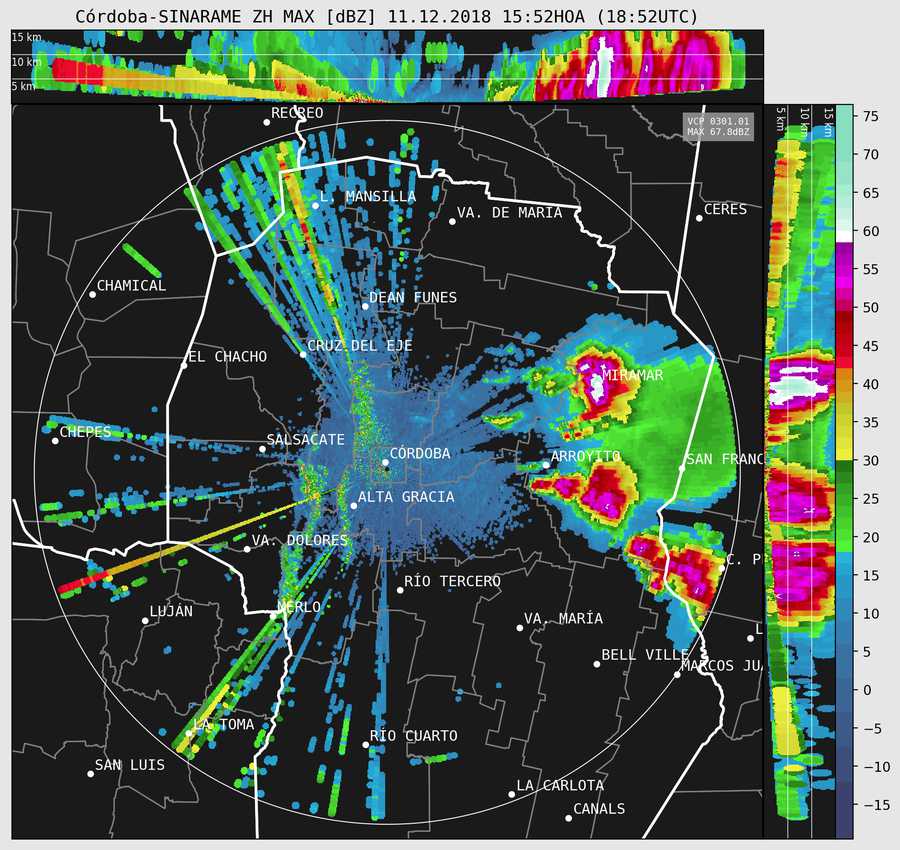 Córdoba-SINARAME ZH MAX [dBZ] 11.12.2018 15:52HOA (18:52UTC)
15 km
10 km
5 km
5 km
10 km
15 km
VCP 0301.01
MAX 67.8dBZ
RECREO
L. MANSILLA
VA. DE MARIA
CERES
CHAMICAL
DEAN FUNES
CRUZ DEL EJE
EL CHACHO
MIRAMAR
CHEPES
SALSACATE
CÓRDOBA
ARROYITO
SAN FRANC
ALTA GRACIA
VA. DOLORES
C. P
RÍO TERCERO
LUJÁN
MERLO
VA. MARÍA
L
BELL VILLE
MARCOS JUA
LA TOMA
RÍO CUARTO
SAN LUIS
LA CARLOTA
CANALS
75
70
65
60
55
50
45
40
35
30
25
20
15
10
5
0
−5
−10
−15